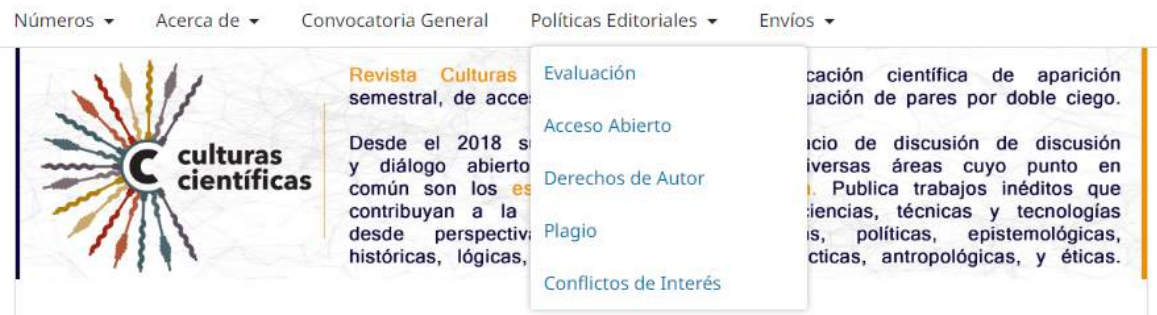 Números ▾ Acerca de ▾ Convocatoria General Políticas Editoriales ▾ Envíos ▾
Evaluación
Acceso Abierto
Derechos de Autor
Plagio
Conflictos de Interés
culturas
científicas
Revista Culturas cación científica de aparición
semestral, de acce uación de pares por doble ciego.
Desde el 2018 s cio de discusión de discusión
y diálogo abierto iversas áreas cuyo punto en
común son los es . Publica trabajos inéditos que
contribuyan a la ciencias, técnicas y tecnologías
desde perspectiva s, políticas, epistemológicas,
históricas, lógicas, cticas, antropológicas, y éticas.